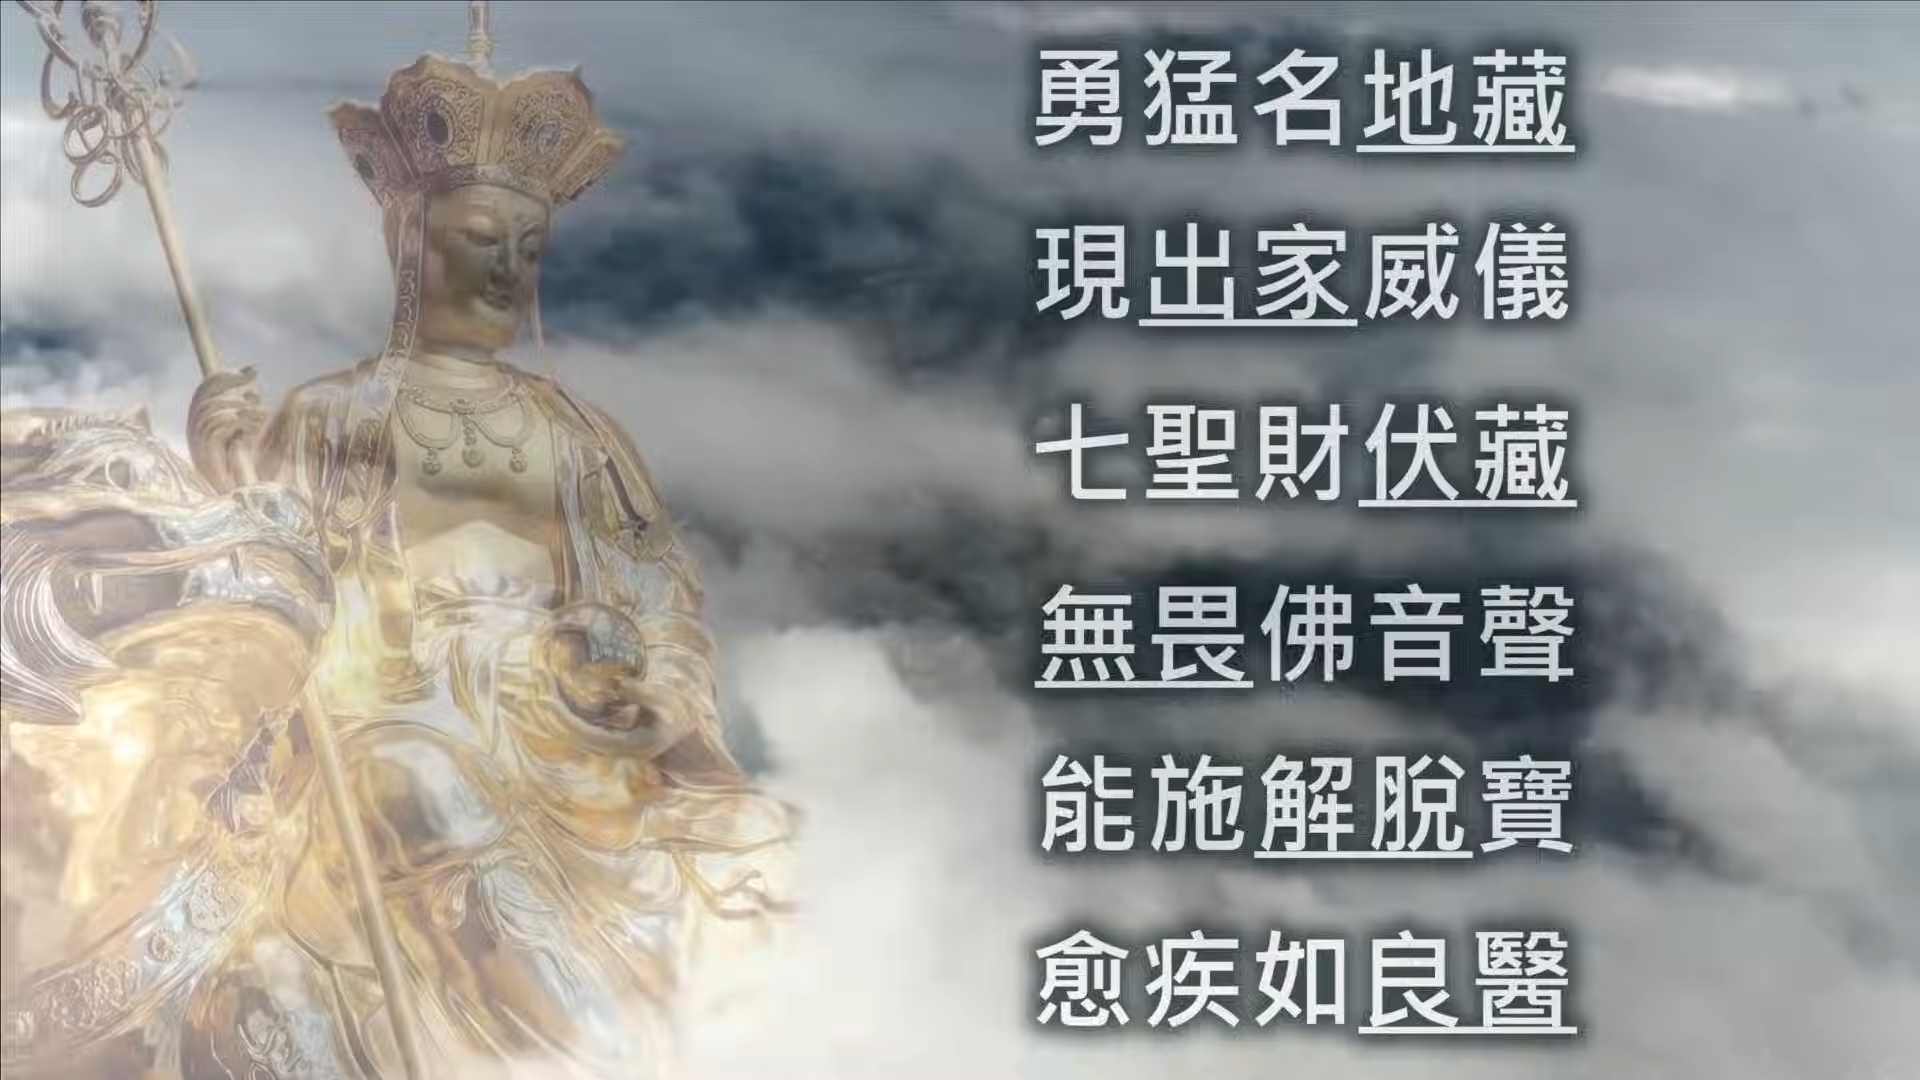 勇猛名地藏
現出家威儀
七聖財伏藏
無畏佛音聲
能施解脫寶
愈疾如良醫